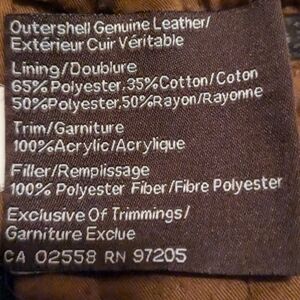 Outershell Genuine Leather/
Extérieur Cuir Véritable
Lining/Doublure
65% Polyester,35%Cotton/Coton
50%Polyester,50%Rayon/Rayonne
Trim/Garniture
100%Acrylic/Acrylique
Filler/Remplissage
100% Polyester Fiber/Fibre Polyester
Exclusive Of Trimmings/
Garniture Exclue
CA 02558 RN 97205